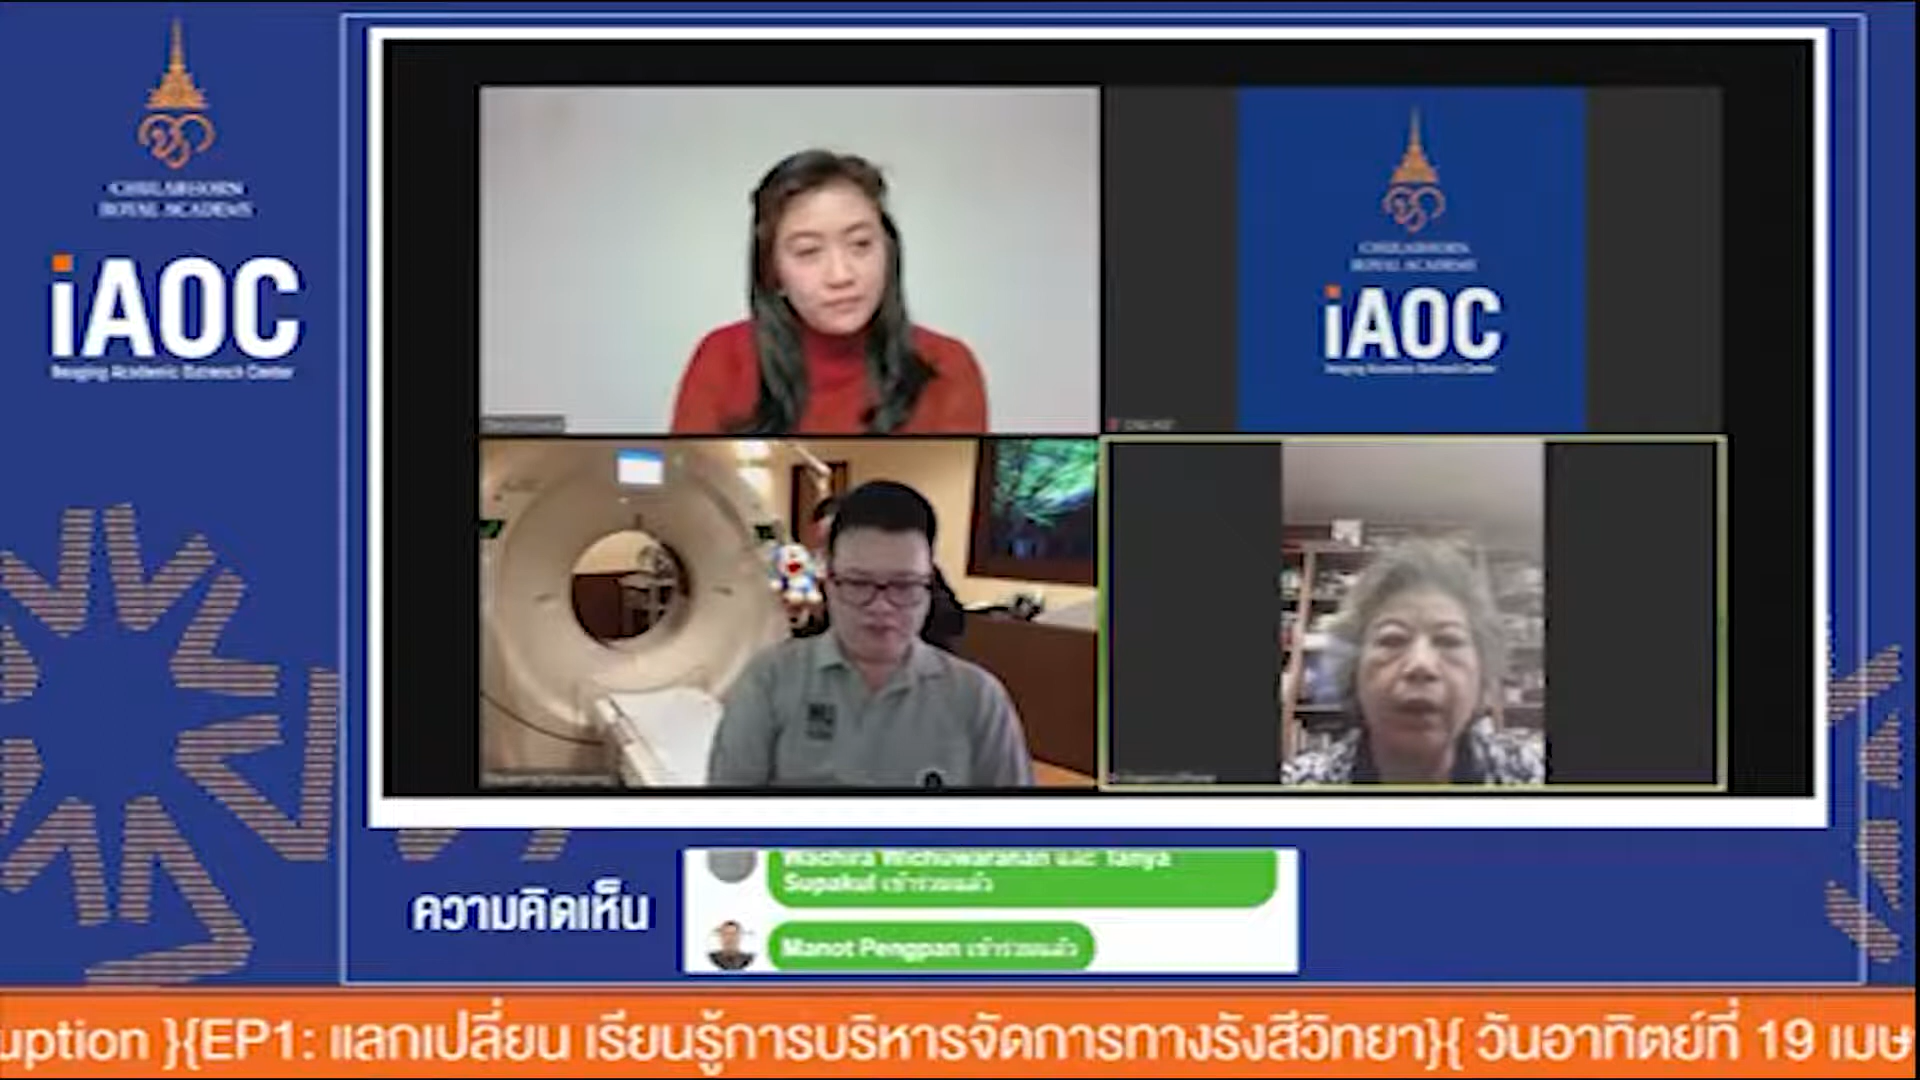 CHULABHORN
ROYAL ACADEMY
iAOC
Imaging Academic Outreach Center
CHULABHORN
ROYAL ACADEMY
iAOC
Imaging Academic Outreach Center
ความคิดเห็น
Wachira Wichuwaranan และ Tanya
Supakul เข้าร่วมแล้ว
Manot Pengpan เข้าร่วมแล้ว
uption }{EP1: แลกเปลี่ยน เรียนรู้การบริหารจัดการทางรังสีวิทยา}{ วันอาทิตย์ที่ 19 เมษ